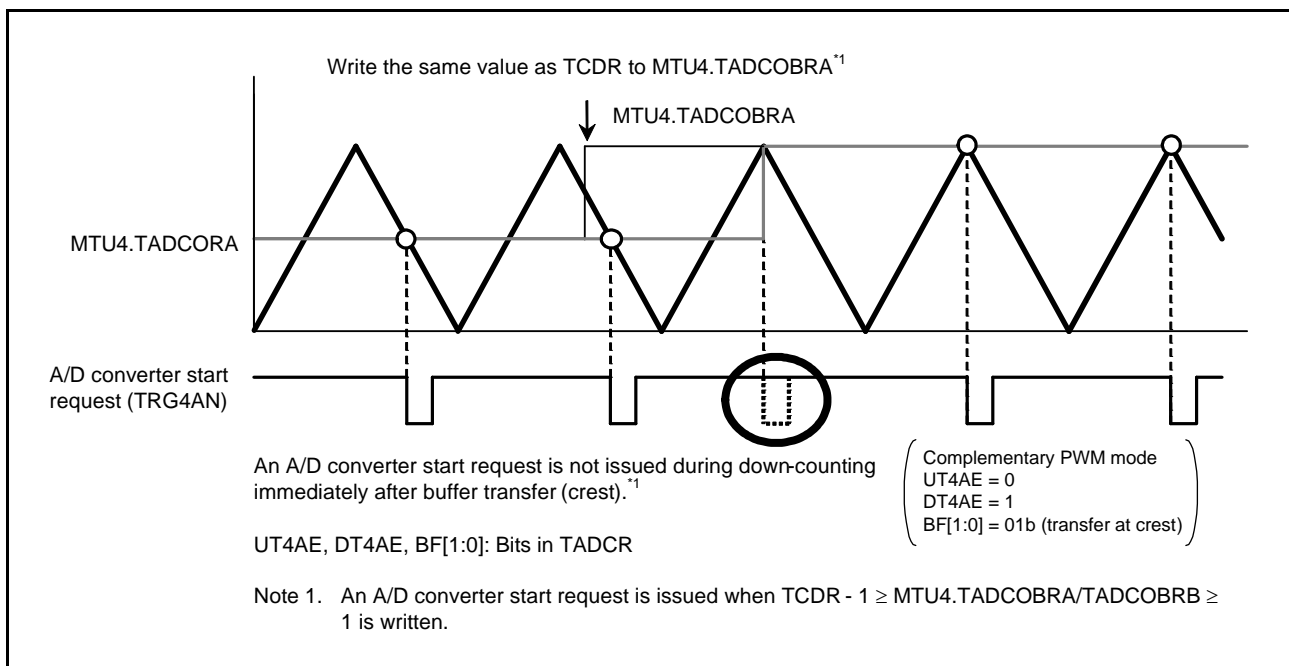 Write the same value as TCDR to MTU4.TADCOBRA*1
MTU4.TADCOBRA
MTU4.TADCORA
A/D converter start
request (TRG4AN)
An A/D converter start request is not issued during down-counting
immediately after buffer transfer (crest).*1
Complementary PWM mode
UT4AE = 0
DT4AE = 1
BF[1:0] = 01b (transfer at crest)
UT4AE, DT4AE, BF[1:0]: Bits in TADCR
Note 1. An A/D converter start request is issued when TCDR - 1 ≥ MTU4.TADCOBRA/TADCOBRB ≥
1 is written.